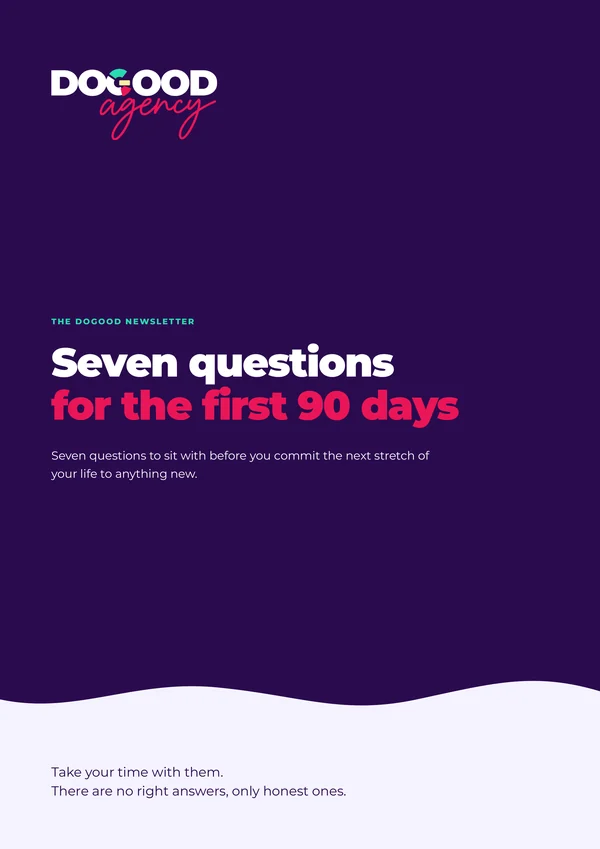 DOGOOD
agency
THE DOGOOD NEWSLETTER
Seven questions
for the first 90 days
Seven questions to sit with before you commit the next stretch of
your life to anything new.
Take your time with them.
There are no right answers, only honest ones.